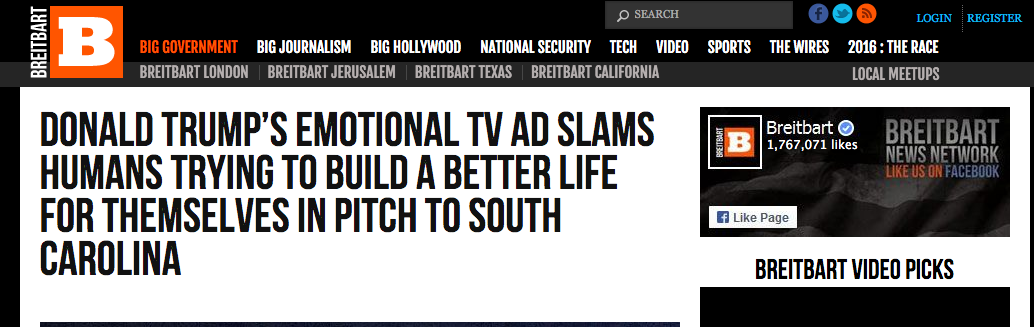 BREITBART
B
SEARCH
LOGIN
REGISTER
BIG GOVERNMENT BIG JOURNALISM BIG HOLLYWOOD NATIONAL SECURITY TECH VIDEO SPORTS THE WIRES 2016 : THE RACE
BREITBART LONDON BREITBART JERUSALEM BREITBART TEXAS BREITBART CALIFORNIA LOCAL MEETUPS
DONALD TRUMP'S EMOTIONAL TV AD SLAMS
HUMANS TRYING TO BUILD A BETTER LIFE
FOR THEMSELVES IN PITCH TO SOUTH
CAROLINA
B
Breitbart
1,767,071 likes
BREITBART
NEWS NETWORK
LIKE US ON FACEBOOK
Like Page
BREITBART VIDEO PICKS